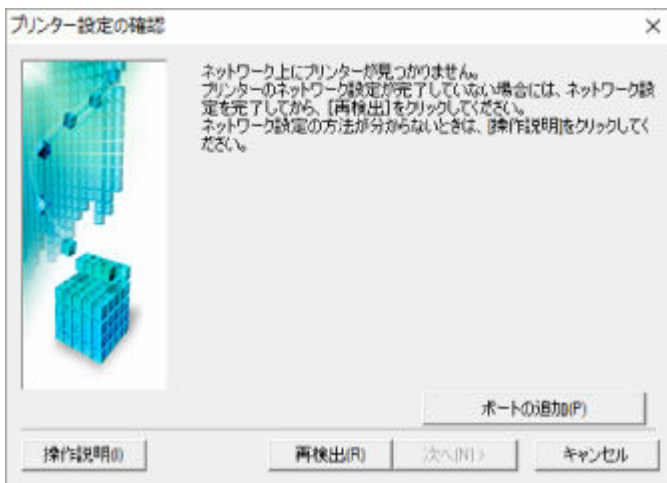 プリンター設定の確認
ネットワーク上にプリンターが見つかりません。
プリンターのネットワーク設定が完了していない場合には、ネットワーク設
定を完了してから、[再検出]をクリックしてください。
ネットワーク設定の方法が分からないときは、[操作説明]をクリックしてく
ださい。
ポートの追加(P)
操作説明(I)
再検出(R)
次へ(N) >
キャンセル